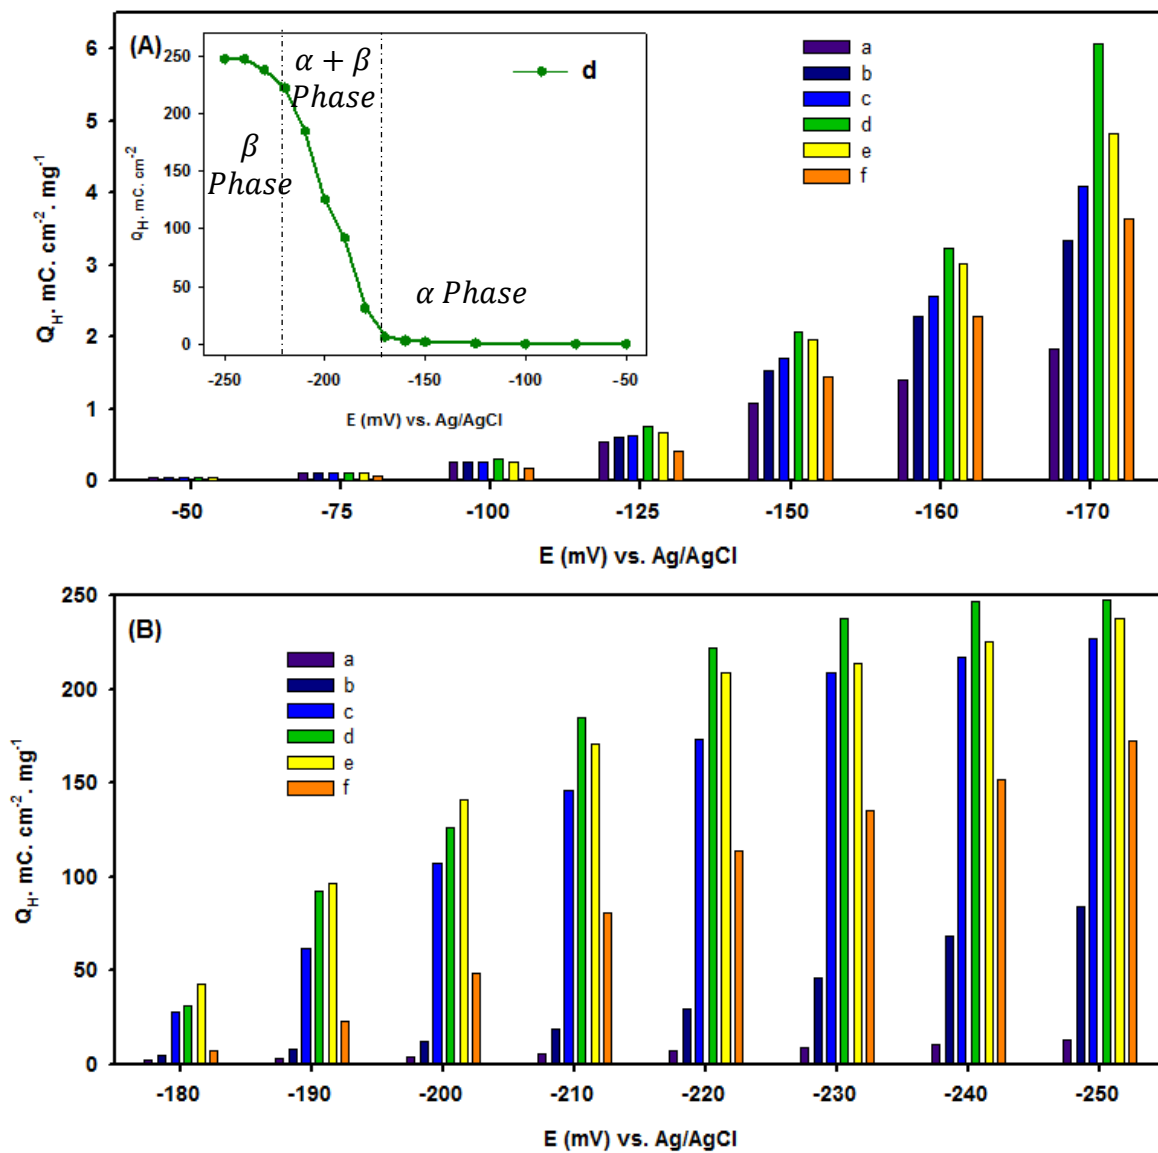 (A)
6
5
4
3
2
1
0
Q_H. mC. cm⁻². mg⁻¹
250
200
150
100
50
0
Q_H. mC. cm⁻²
α + β
Phase
β
Phase
α Phase
d
-250 -200 -150 -100 -50
E (mV) vs. Ag/AgCl
a
b
c
d
e
f
-50 -75 -100 -125 -150 -160 -170
E (mV) vs. Ag/AgCl
(B)
250
200
150
100
50
0
Q_H. mC. cm⁻². mg⁻¹
a
b
c
d
e
f
-180 -190 -200 -210 -220 -230 -240 -250
E (mV) vs. Ag/AgCl